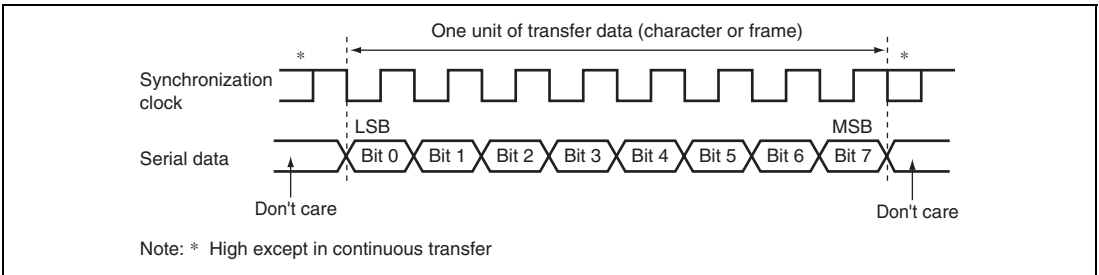 One unit of transfer data (character or frame)
* *
Synchronization
clock
LSB MSB
Serial data Bit 0 Bit 1 Bit 2 Bit 3 Bit 4 Bit 5 Bit 6 Bit 7
Don't care Don't care
Note: * High except in continuous transfer